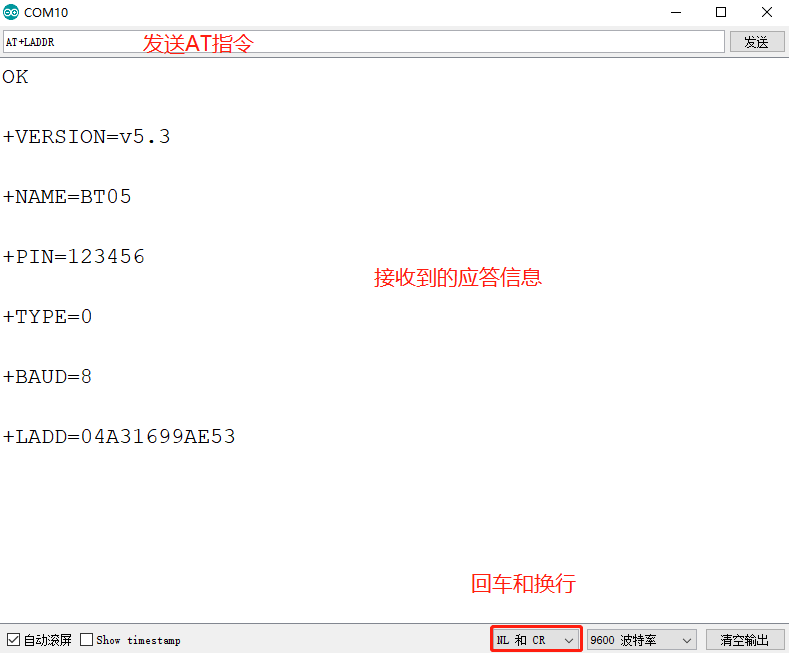 COM10
AT+LADDR 发送AT指令 发送
OK
+VERSION=v5.3
+NAME=BT05
+PIN=123456
接收到的应答信息
+TYPE=0
+BAUD=8
+LADD=04A31699AE53
回车和换行
自动滚屏 Show timestamp NL 和 CR 9600 波特率 清空输出